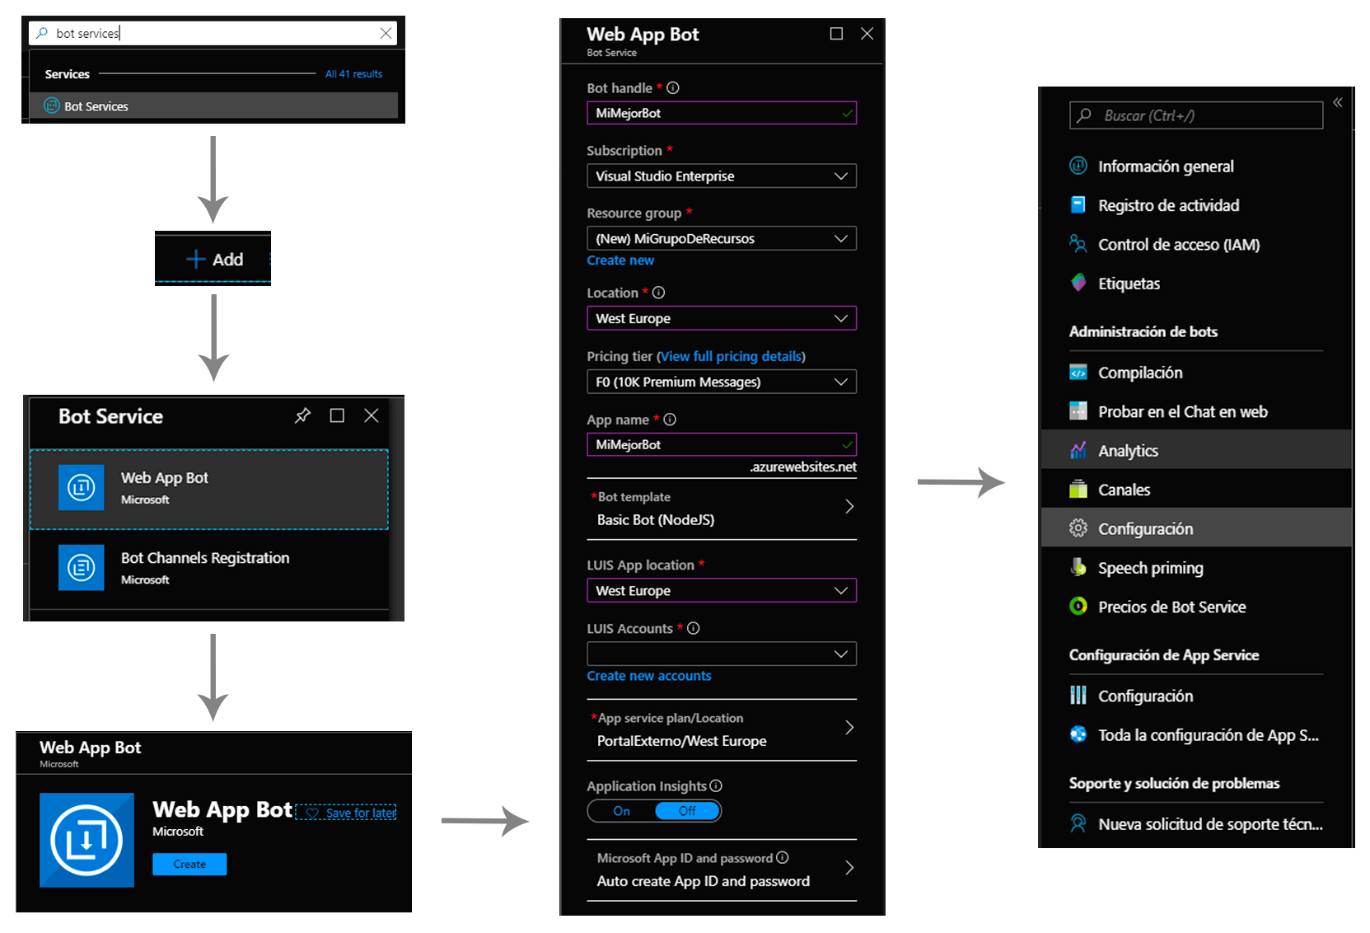 bot services
Services
All 41 results
Bot Services
Add
Bot Service
Web App Bot
Microsoft
Bot Channels Registration
Microsoft
Web App Bot
Microsoft
Web App Bot
Save for later
Microsoft
Create
Web App Bot
Bot Service
Bot handle *
MiMejorBot
Subscription *
Visual Studio Enterprise
Resource group *
(New) MiGrupoDeRecursos
Create new
Location *
West Europe
Pricing tier (View full pricing details)
F0 (10K Premium Messages)
App name *
MiMejorBot
.azurewebsites.net
*Bot template
Basic Bot (NodeJS)
LUIS App location *
West Europe
LUIS Accounts *
Create new accounts
*App service plan/Location
PortalExterno/West Europe
Application Insights
On Off
Microsoft App ID and password
Auto create App ID and password
Buscar (Ctrl+/)
Información general
Registro de actividad
Control de acceso (IAM)
Etiquetas
Administración de bots
Compilación
Probar en el Chat en web
Analytics
Canales
Configuración
Speech priming
Precios de Bot Service
Configuración de App Service
Configuración
Toda la configuración de App S...
Soporte y solución de problemas
Nueva solicitud de soporte técn...